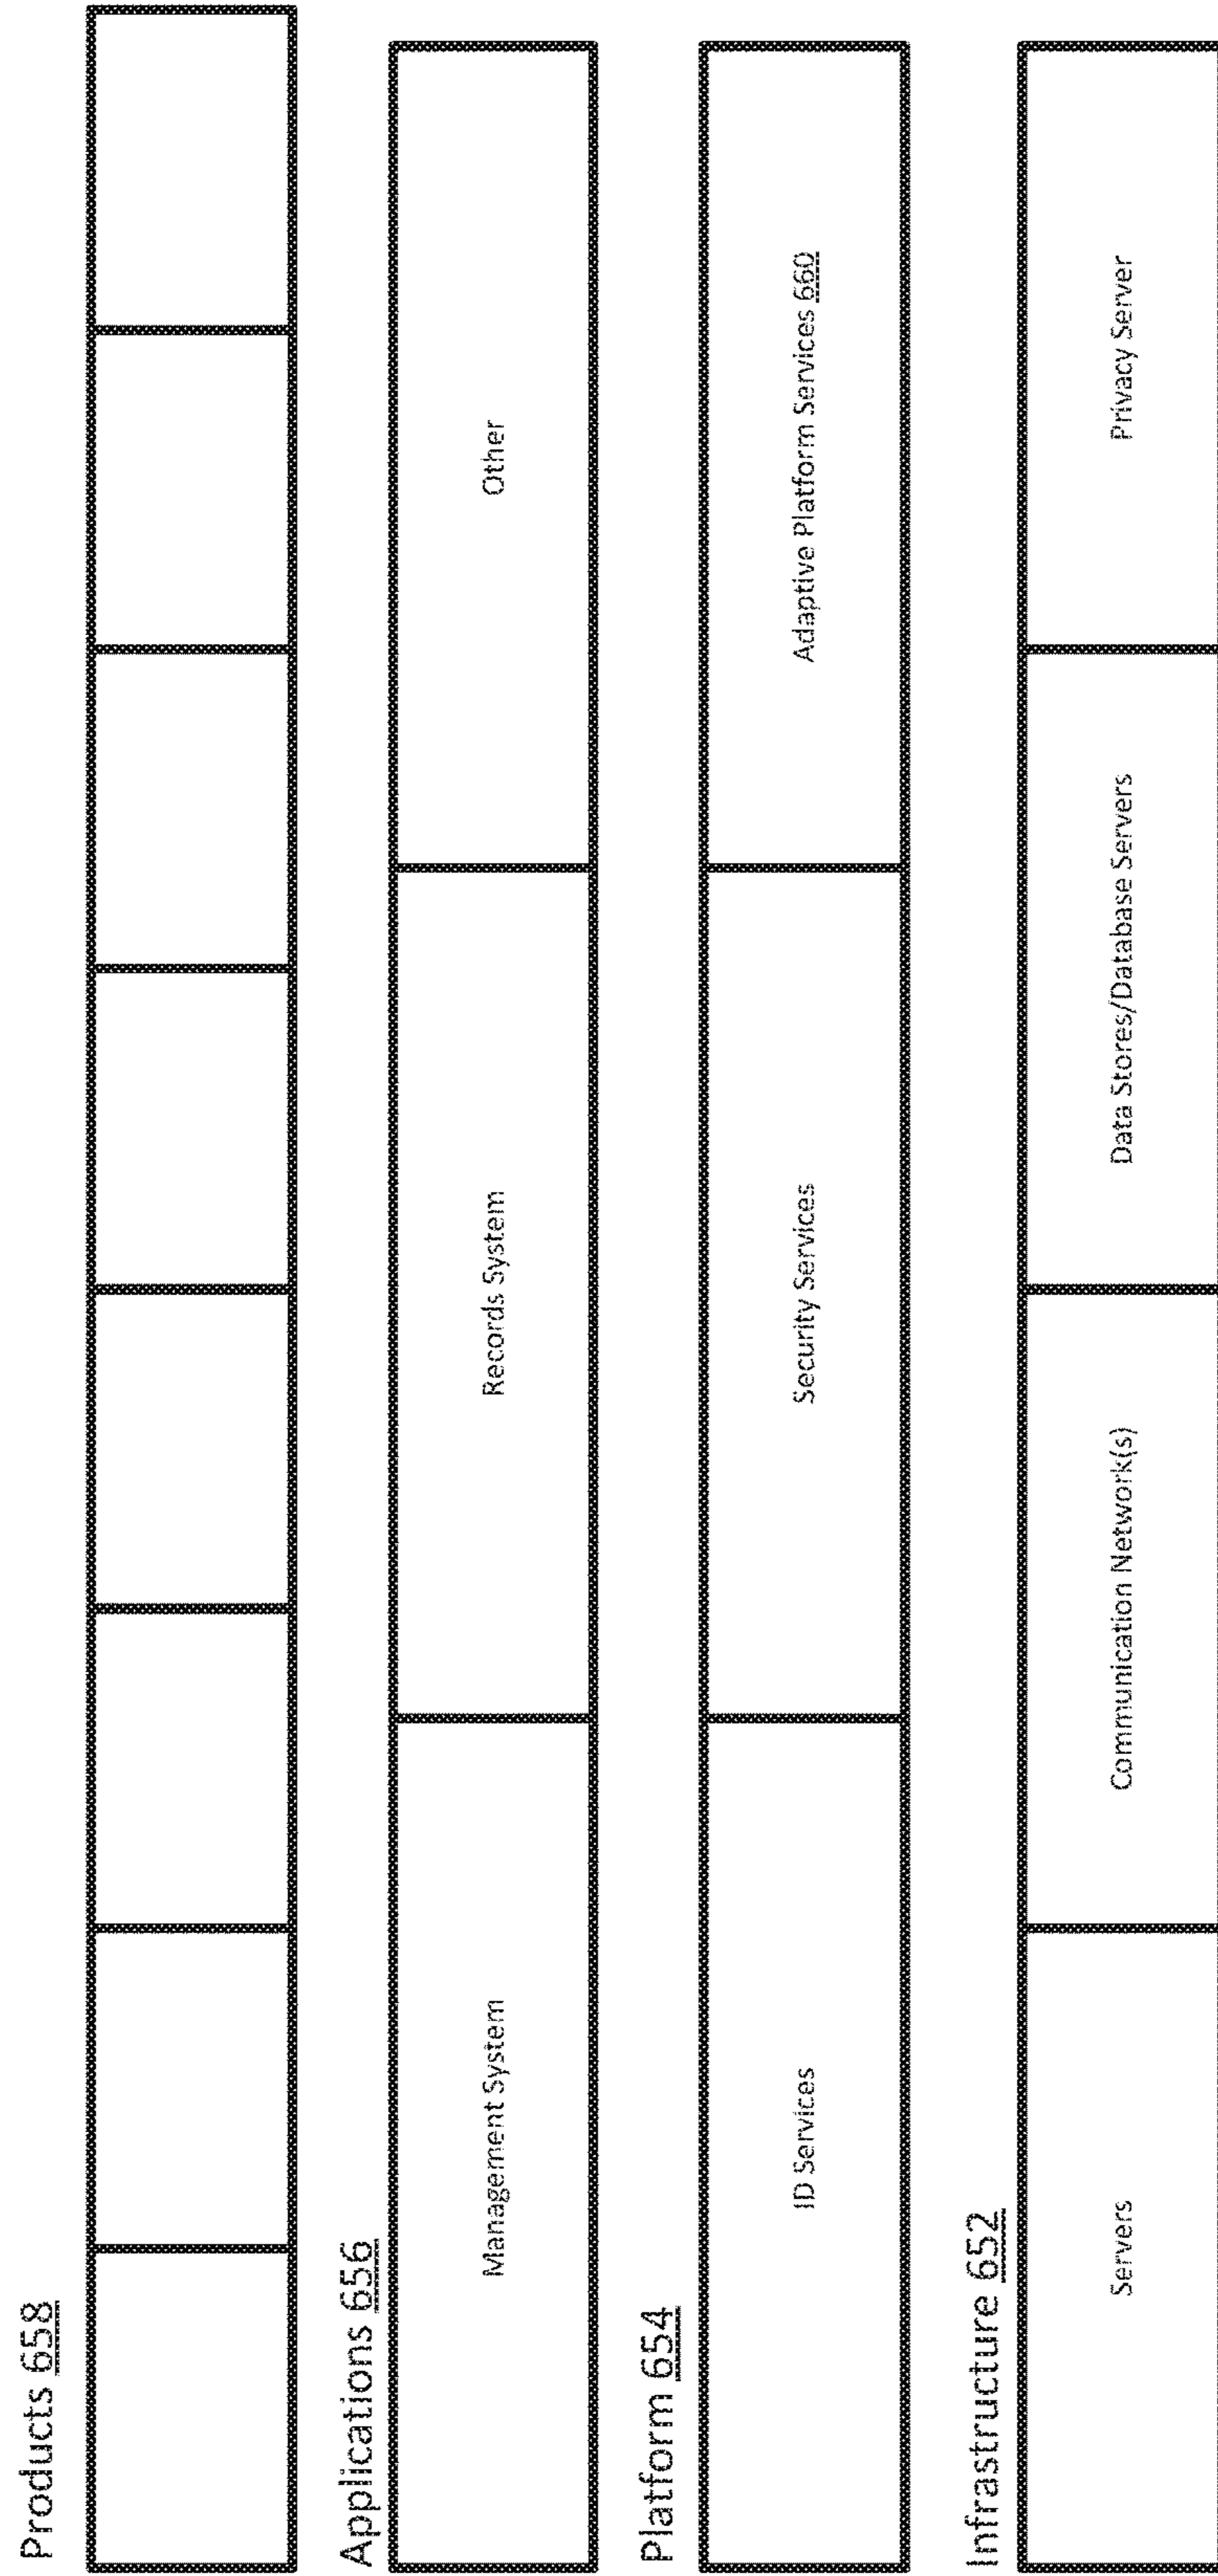 Products 658
Applications 656
Management System
Records System
Other
Platform 654
ID Services
Security Services
Adaptive Platform Services 660
Infrastructure 652
Servers
Communication Network(s)
Data Stores/Database Servers
Privacy Server